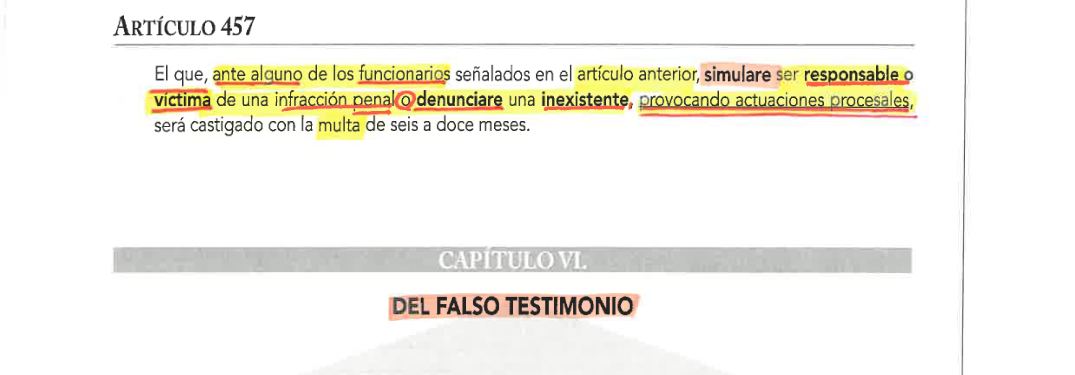 ARTÍCULO 457
El que, ante alguno de los funcionarios señalados en el artículo anterior, simulare ser responsable o
víctima de una infracción penal o denunciare una inexistente, provocando actuaciones procesales,
será castigado con la multa de seis a doce meses.
CAPÍTULO VI.
DEL FALSO TESTIMONIO